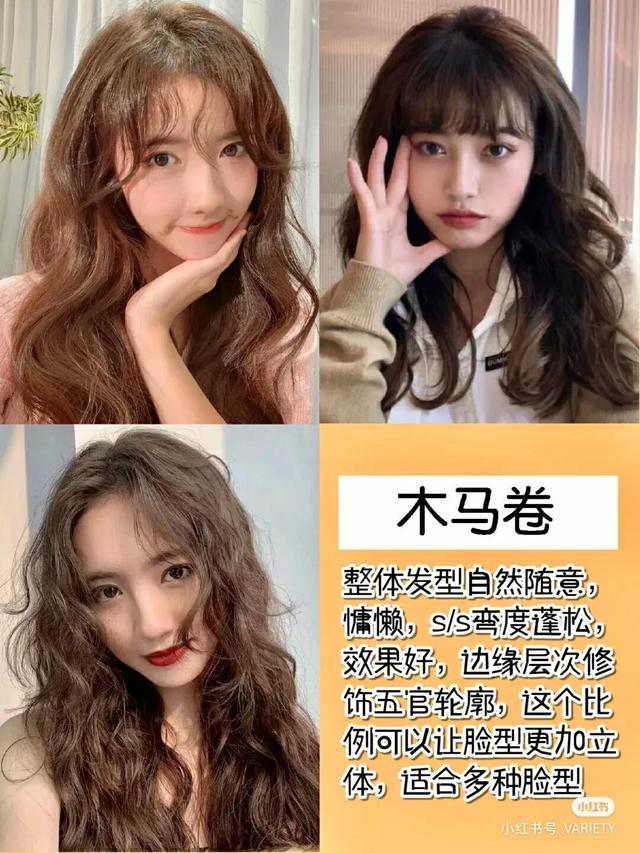 木马卷
整体发型自然随意，
慵懒，s/s弯度蓬松，
效果好，边缘层次修
饰五官轮廓，这个比
例可以让脸型更加立
体，适合多种脸型
小红书
小红书号: VARIETY